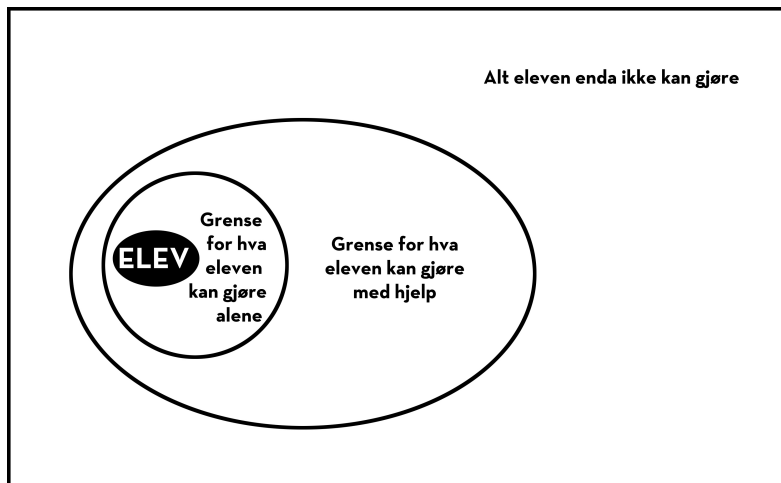 Alt eleven enda ikke kan gjøre
ELEV
Grense
for hva
eleven
kan gjøre
alene
Grense for hva
eleven kan gjøre
med hjelp